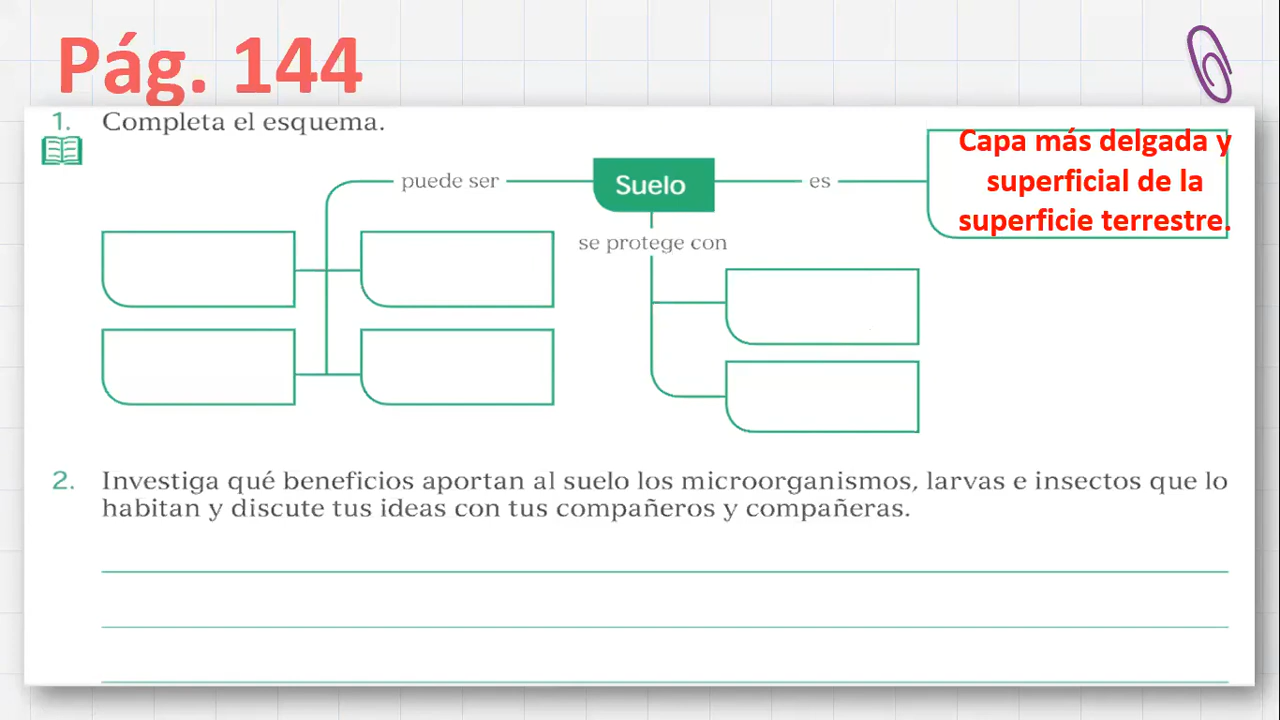 Pág. 144
1. Completa el esquema.
puede ser
Suelo
es
Capa más delgada y
superficial de la
superficie terrestre.
se protege con
2. Investiga qué beneficios aportan al suelo los microorganismos, larvas e insectos que lo
habitan y discute tus ideas con tus compañeros y compañeras.